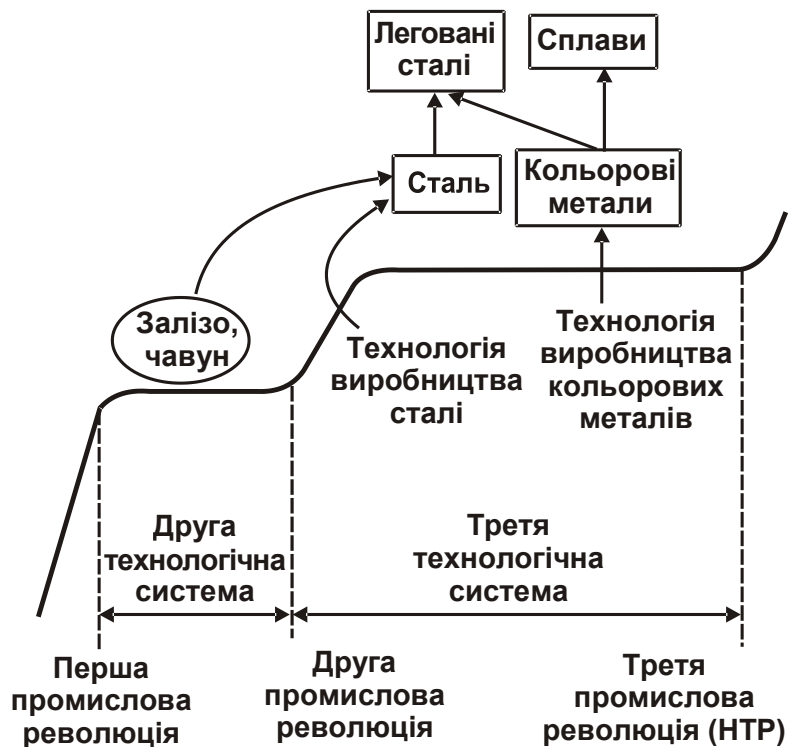 Леговані
сталі
Сплави
Сталь
Кольорові
метали
Залізо,
чавун
Технологія
виробництва
сталі
Технологія
виробництва
кольорових
металів
Друга
технологічна
система
Третя
технологічна
система
Перша
промислова
революція
Друга
промислова
революція
Третя
промислова
революція (НТР)